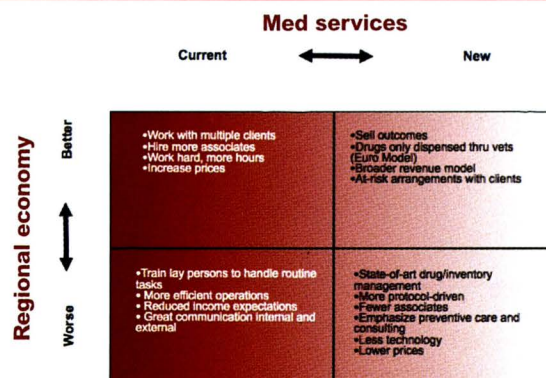 Med services
Current
New
Regional economy
Better
Worse
•Work with multiple clients
•Hire more associates
•Work hard, more hours
•Increase prices
•Sell outcomes
•Drugs only dispensed thru vets
(Euro Model)
•Broader revenue model
•At-risk arrangements with clients
•Train lay persons to handle routine
tasks
• More efficient operations
• Reduced income expectations
• Great communication internal and
external
•State-of-art drug/inventory
management
•More protocol-driven
•Fewer associates
•Emphasize preventive care and
consulting
•Less technology
•Lower prices